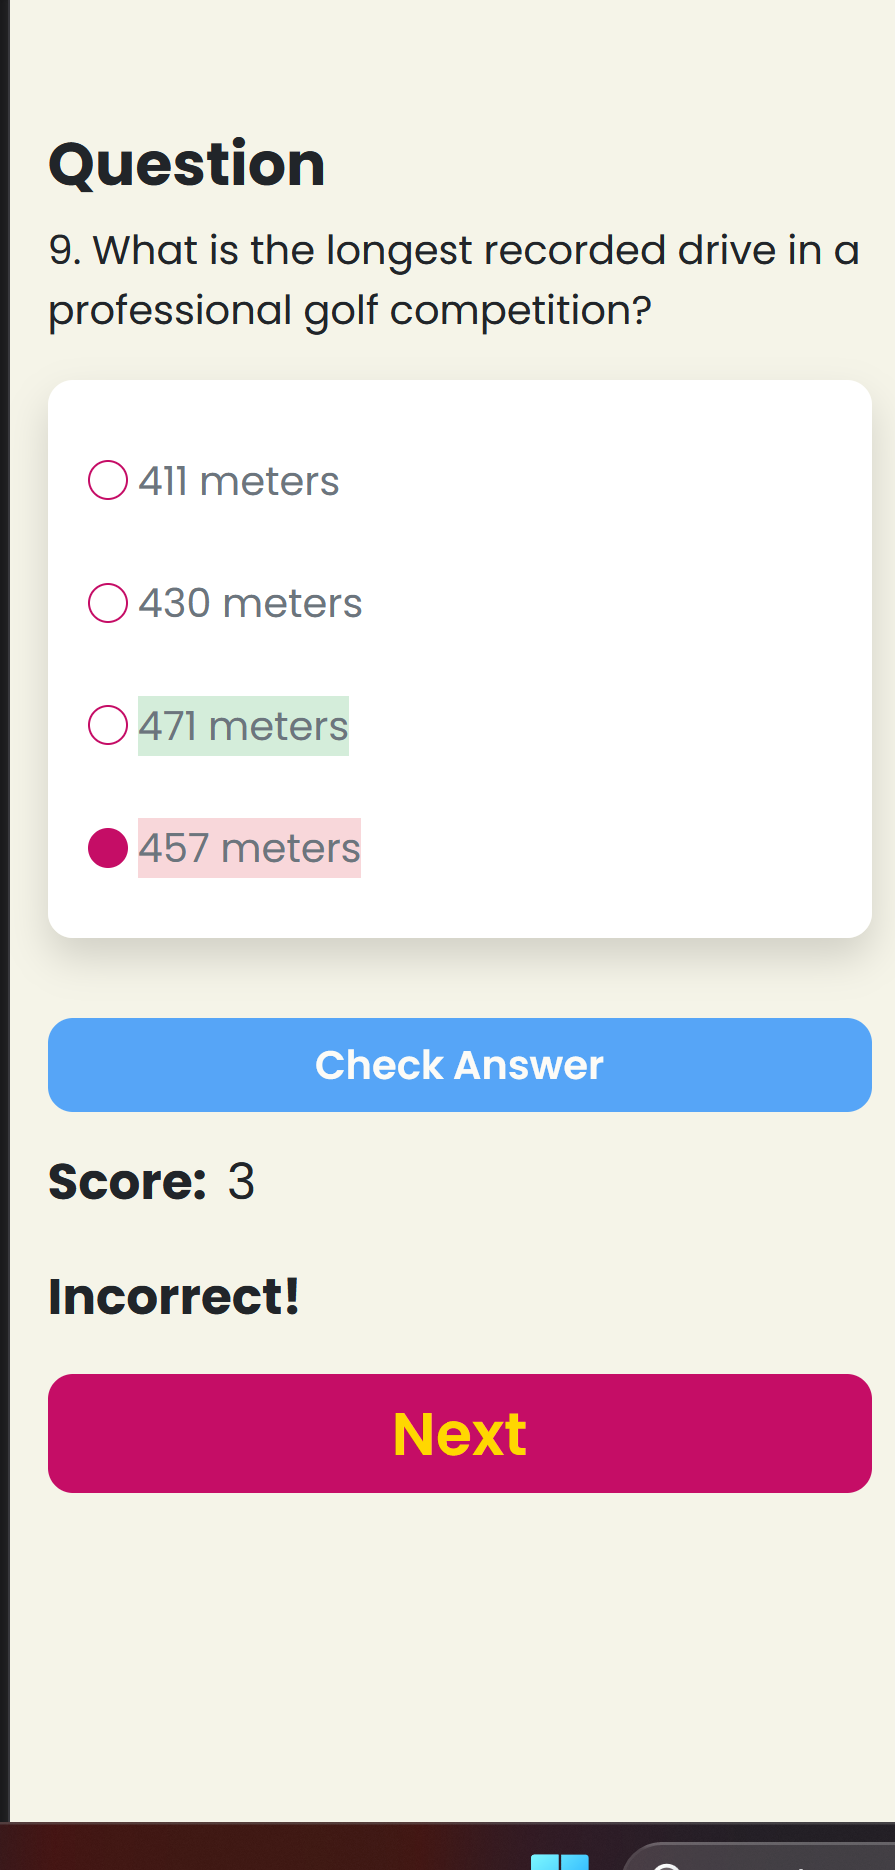 Question
9. What is the longest recorded drive in a
professional golf competition?
411 meters
430 meters
471 meters
457 meters
Check Answer
Score: 3
Incorrect!
Next